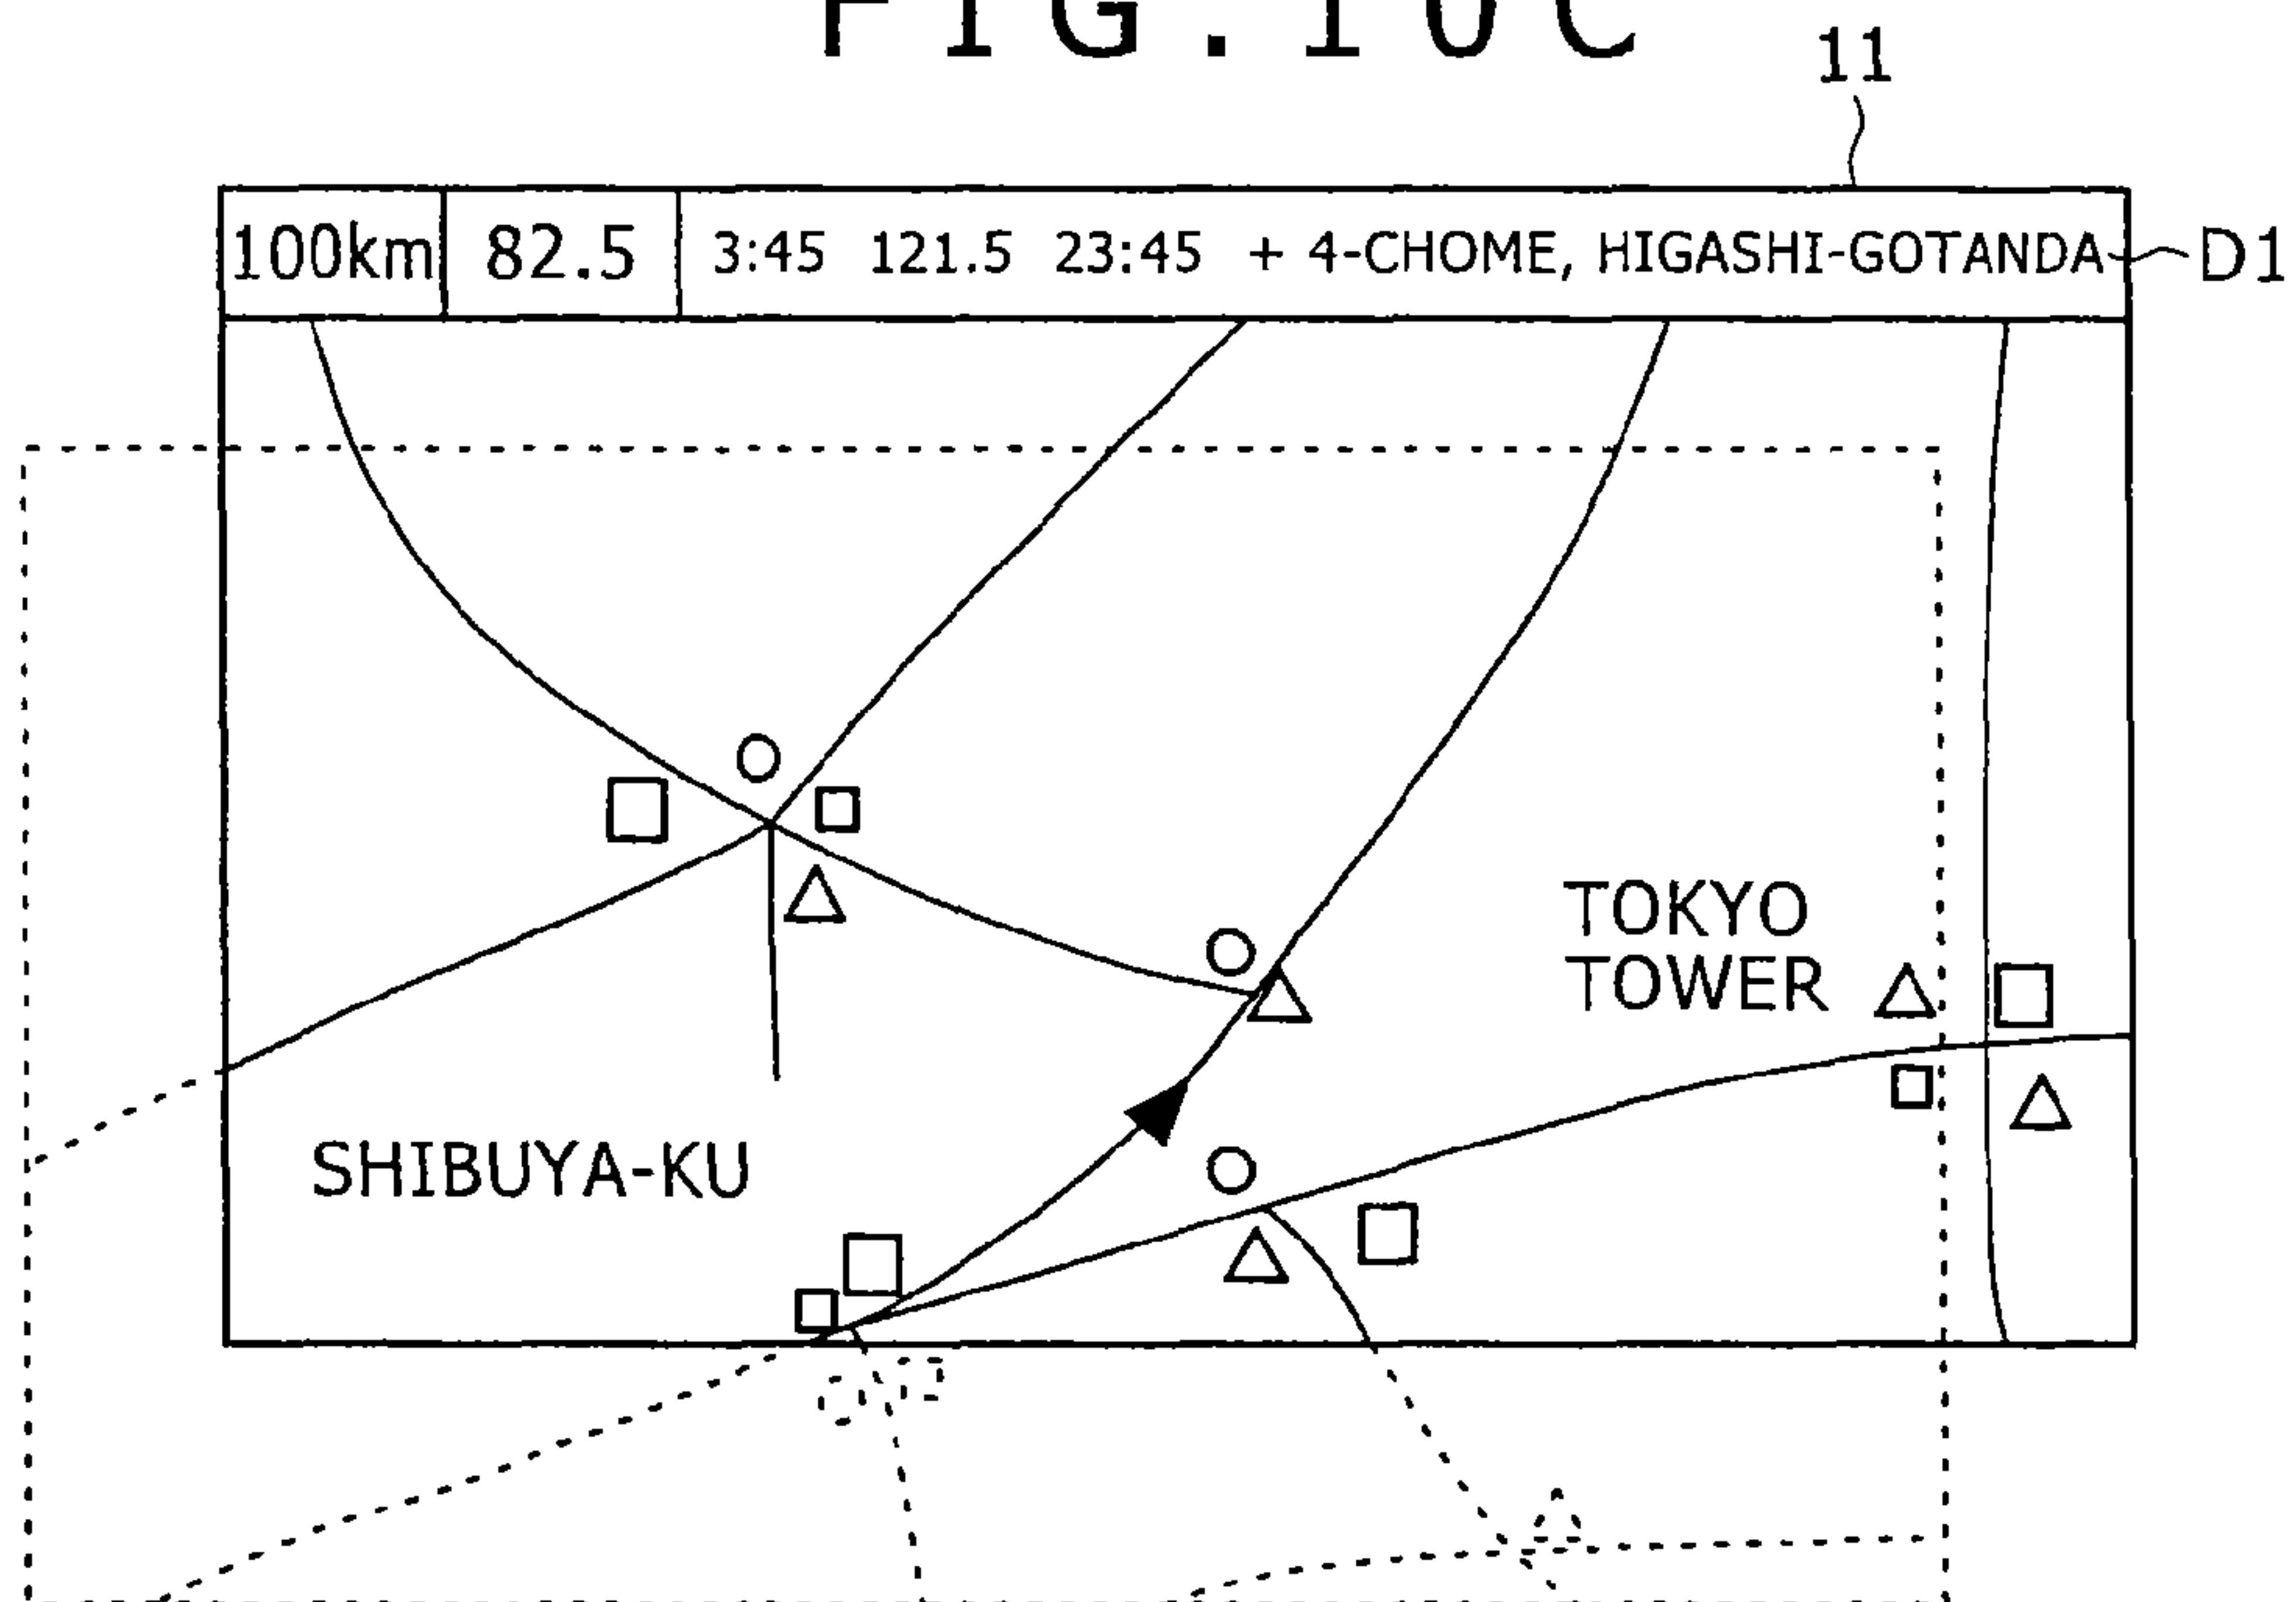 FIG.10C
11
100km 82.5 3:45 121.5 23:45 + 4-CHOME, HIGASHI-GOTANDA D1
TOKYO
TOWER
SHIBUYA-KU